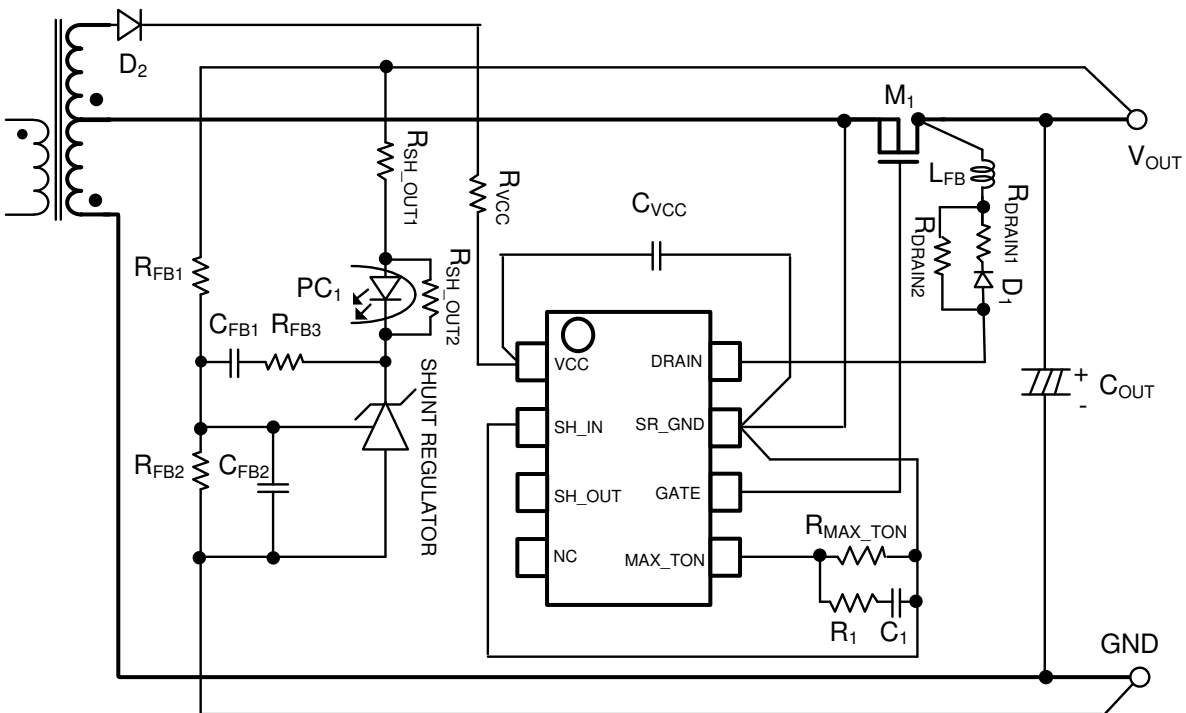 D2
M1
VOUT
RSH_OUT1
RVCC
LFB
RDRAIN1
CVCC
RDRAIN2
RFB1
PC1
RSH_OUT2
D1
CFB1 RFB3
VCC
DRAIN
SHUNT REGULATOR
+
-
COUT
SH_IN
SR_GND
RFB2
CFB2
SH_OUT
GATE
RMAX_TON
NC
MAX_TON
R1
C1
GND